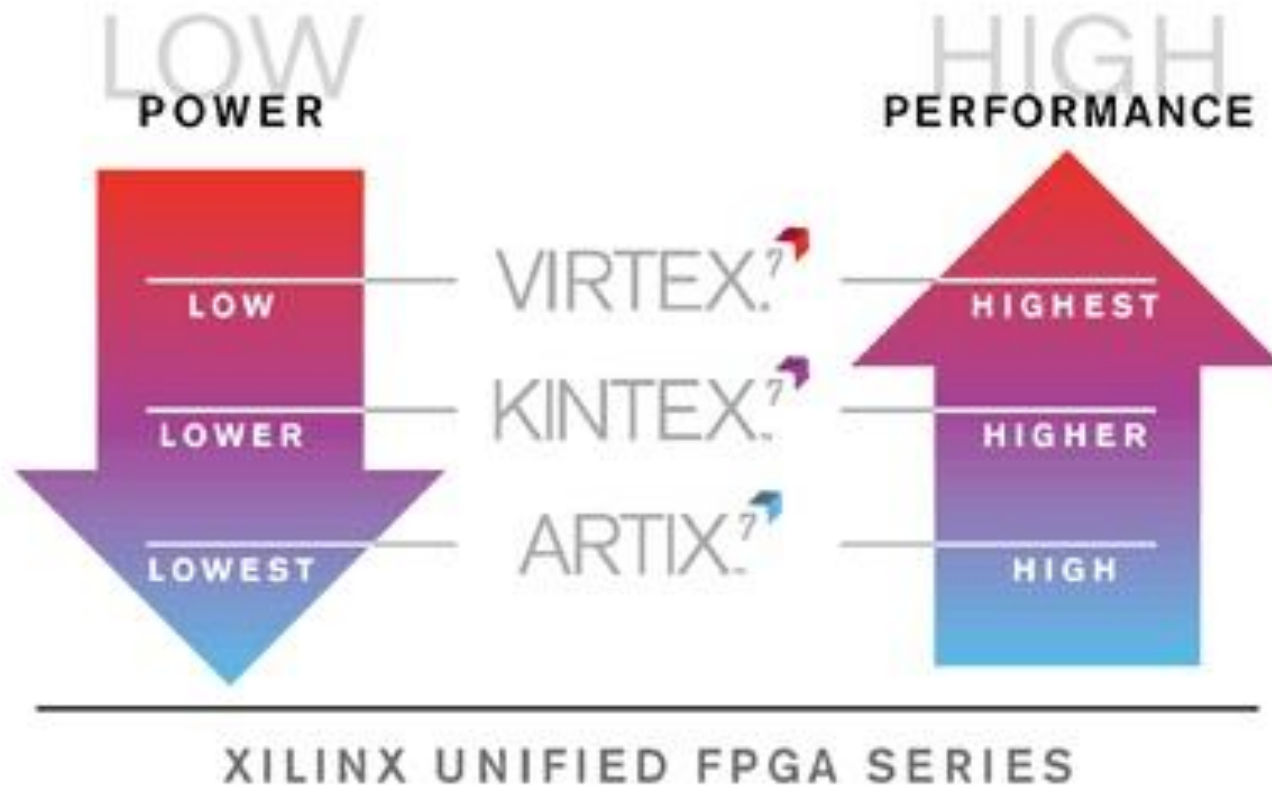 LOW HIGH
POWER PERFORMANCE
VIRTEX.7
LOW HIGHEST
KINTEX.7
LOWER HIGHER
ARTIX.7
LOWEST HIGH
XILINX UNIFIED FPGA SERIES